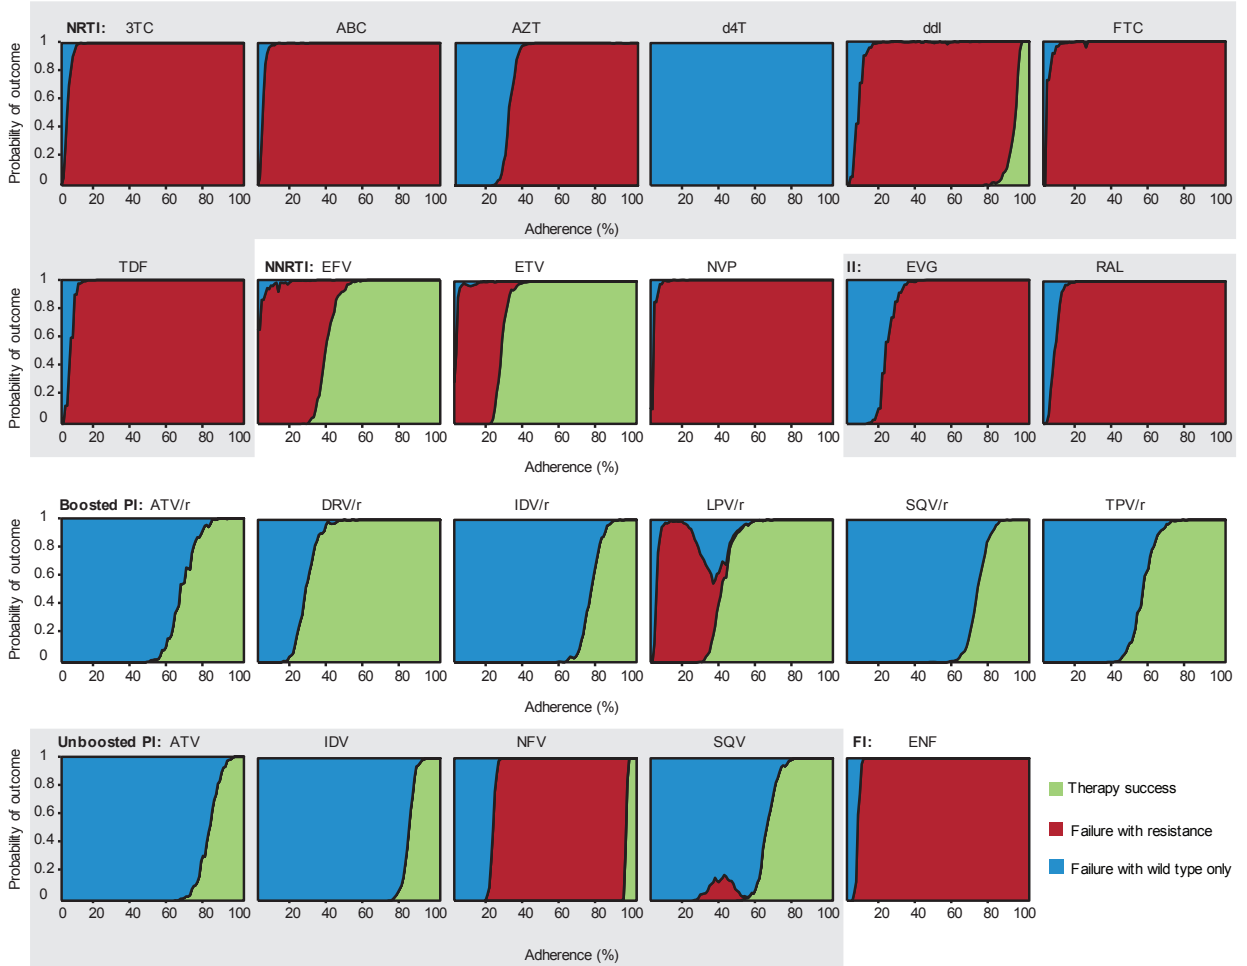 NRTI: 3TC ABC AZT d4T ddI FTC
Probability of outcome
1
0.8
0.6
0.4
0.2
0
0 20 40 60 80 100 20 40 60 80 100 20 40 60 80 100 20 40 60 80 100 20 40 60 80 100 20 40 60 80 100
Adherence (%)
TDF NNRTI: EFV ETV NVP II: EVG RAL
Probability of outcome
1
0.8
0.6
0.4
0.2
0
0 20 40 60 80 100 20 40 60 80 100 20 40 60 80 100 20 40 60 80 100 20 40 60 80 100 20 40 60 80 100
Adherence (%)
Boosted PI: ATV/r DRV/r IDV/r LPV/r SQV/r TPV/r
Probability of outcome
1
0.8
0.6
0.4
0.2
0
0 20 40 60 80 100 20 40 60 80 100 20 40 60 80 100 20 40 60 80 100 20 40 60 80 100 20 40 60 80 100
Adherence (%)
Unboosted PI: ATV IDV NFV SQV FI: ENF
Probability of outcome
1
0.8
0.6
0.4
0.2
0
0 20 40 60 80 100 20 40 60 80 100 20 40 60 80 100 20 40 60 80 100 20 40 60 80 100
Adherence (%)
Therapy success
Failure with resistance
Failure with wild type only